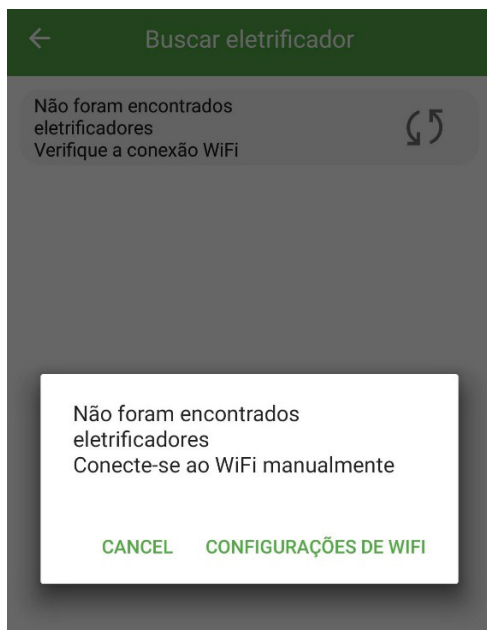 Buscar eletrificador
Não foram encontrados
eletrificadores
Verifique a conexão WiFi
Não foram encontrados
eletrificadores
Conecte-se ao WiFi manualmente
CANCEL CONFIGURAÇÕES DE WIFI